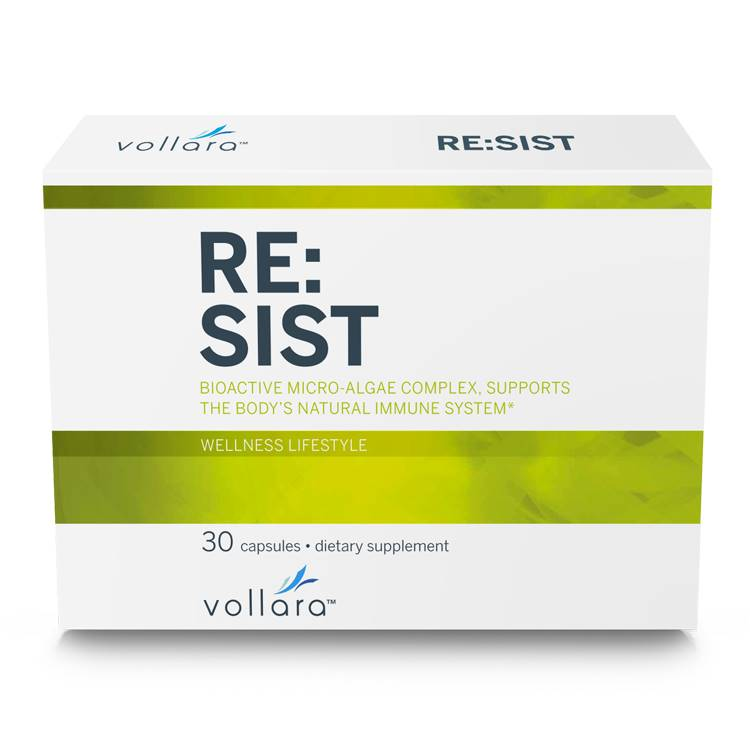 vollara™
RE:SIST
RE:
SIST
BIOACTIVE MICRO-ALGAE COMPLEX, SUPPORTS
THE BODY'S NATURAL IMMUNE SYSTEM*
WELLNESS LIFESTYLE
30 capsules • dietary supplement
vollara™